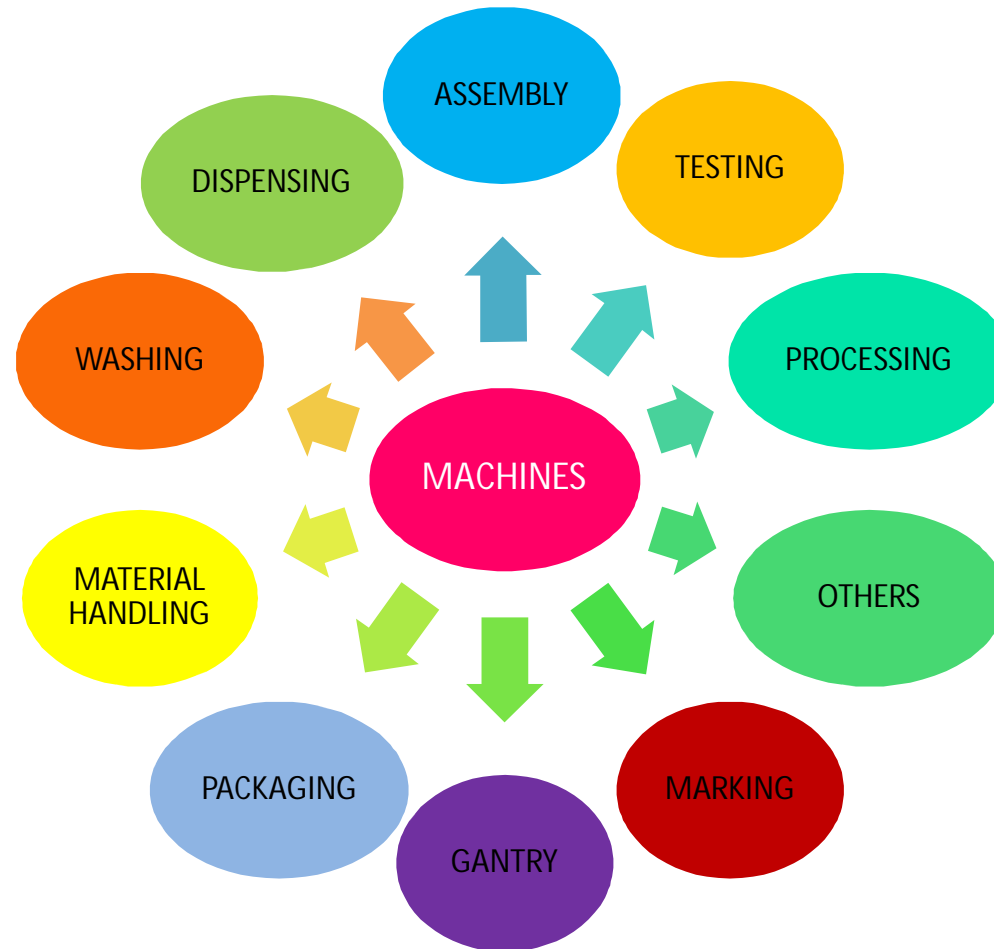 ASSEMBLY
TESTING
DISPENSING
WASHING
PROCESSING
MACHINES
MATERIAL
HANDLING
OTHERS
PACKAGING
MARKING
GANTRY